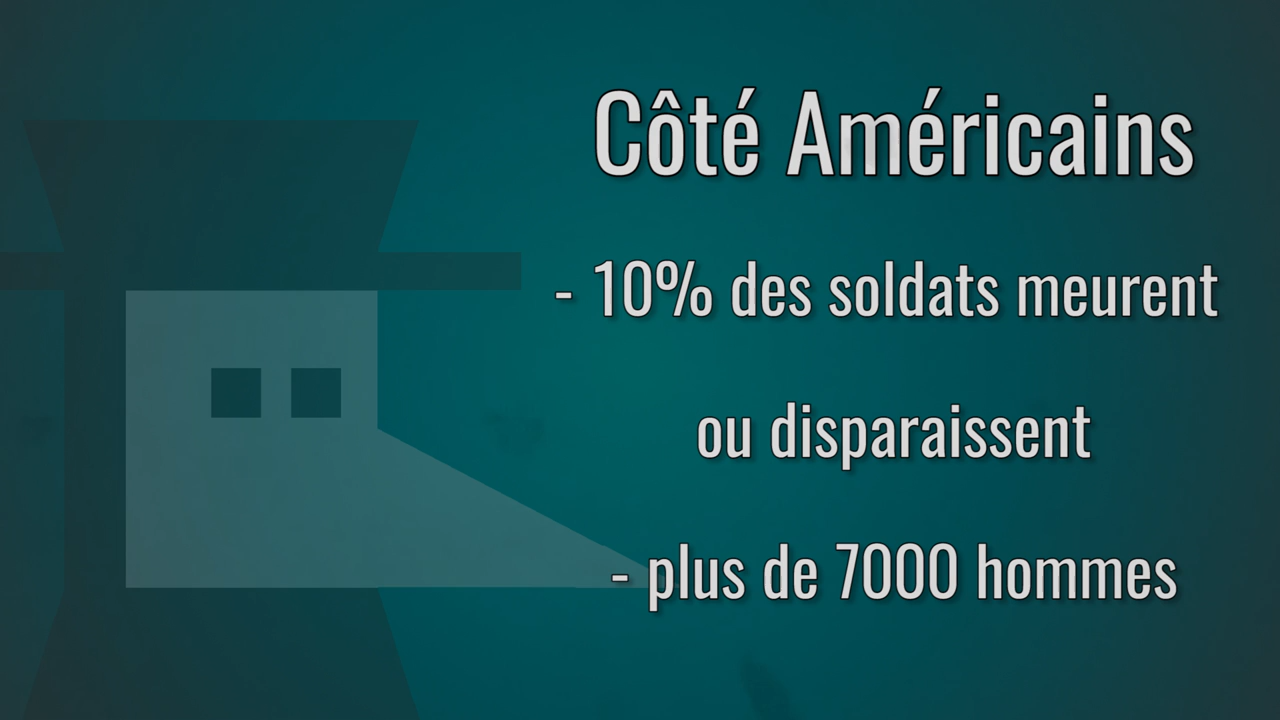 Côté Américains
- 10% des soldats meurent
ou disparaissent
- plus de 7000 hommes